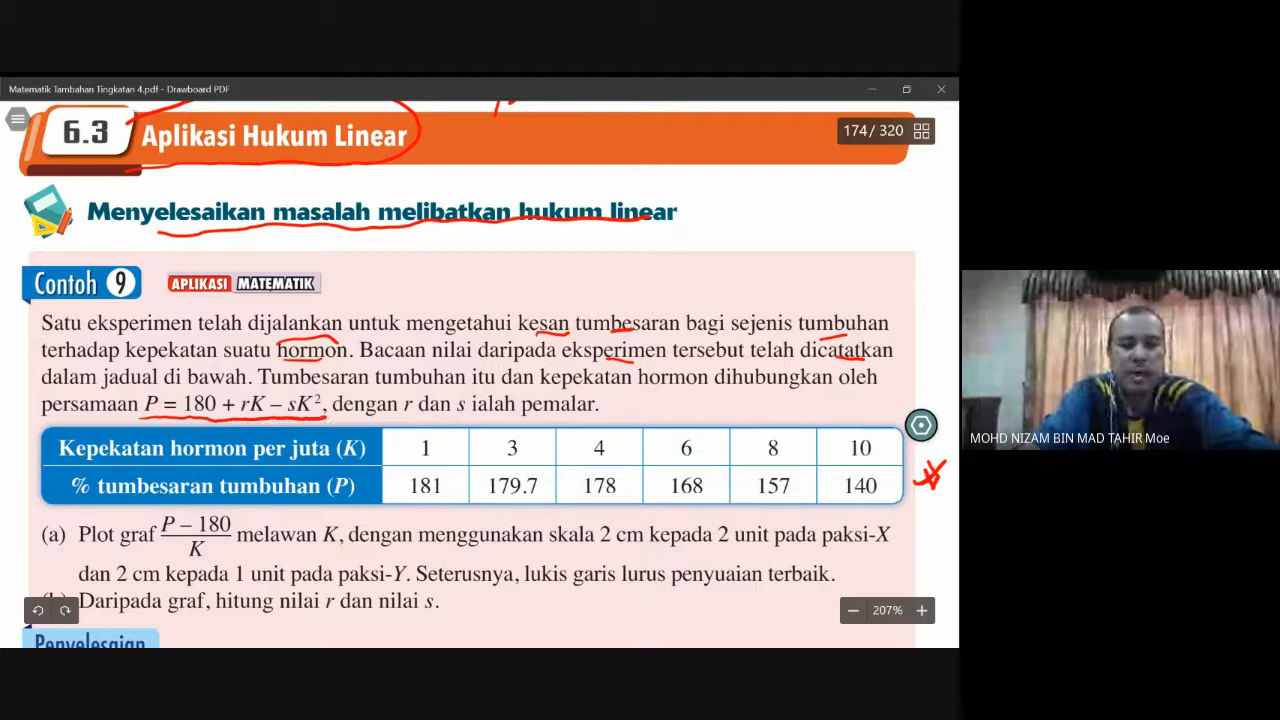 Matematik Tambahan Tingkatan 4.pdf - Drawboard PDF
6.3 Aplikasi Hukum Linear
174 / 320
Menyelesaikan masalah melibatkan hukum linear
Contoh 9 APLIKASI MATEMATIK
Satu eksperimen telah dijalankan untuk mengetahui kesan tumbesaran bagi sejenis tumbuhan
terhadap kepekatan suatu hormon. Bacaan nilai daripada eksperimen tersebut telah dicatatkan
dalam jadual di bawah. Tumbesaran tumbuhan itu dan kepekatan hormon dihubungkan oleh
persamaan P = 180 + rK – sK², dengan r dan s ialah pemalar.
Kepekatan hormon per juta (K) 1 3 4 6 8 10
% tumbesaran tumbuhan (P) 181 179.7 178 168 157 140
(a) Plot graf (P – 180)/K melawan K, dengan menggunakan skala 2 cm kepada 2 unit pada paksi-X
dan 2 cm kepada 1 unit pada paksi-Y. Seterusnya, lukis garis lurus penyuaian terbaik.
Daripada graf, hitung nilai r dan nilai s.
207%
Penyelesaian
MOHD NIZAM BIN MAD TAHIR Moe